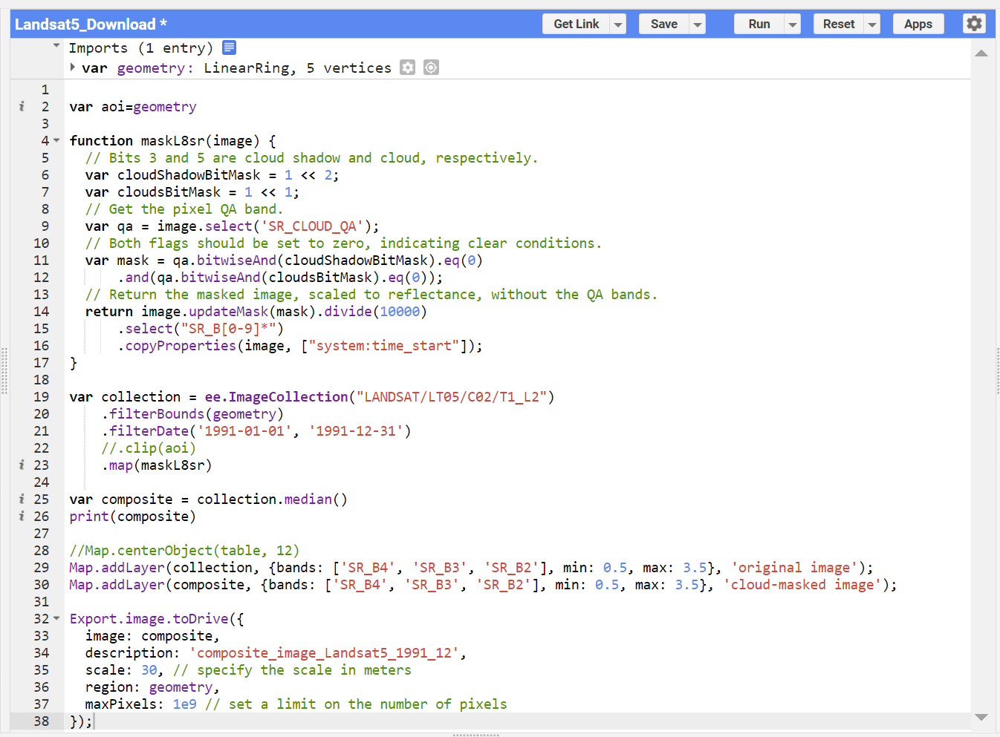 Landsat5_Download *
Get Link
Save
Run
Reset
Apps
Imports (1 entry)
var geometry: LinearRing, 5 vertices
1
i 2 var aoi=geometry
3
4 function maskL8sr(image) {
5 // Bits 3 and 5 are cloud shadow and cloud, respectively.
6 var cloudShadowBitMask = 1 << 2;
7 var cloudsBitMask = 1 << 1;
8 // Get the pixel QA band.
9 var qa = image.select('SR_CLOUD_QA');
10 // Both flags should be set to zero, indicating clear conditions.
11 var mask = qa.bitwiseAnd(cloudShadowBitMask).eq(0)
12 .and(qa.bitwiseAnd(cloudsBitMask).eq(0));
13 // Return the masked image, scaled to reflectance, without the QA bands.
14 return image.updateMask(mask).divide(10000)
15 .select("SR_B[0-9]*")
16 .copyProperties(image, ["system:time_start"]);
17 }
18
19 var collection = ee.ImageCollection("LANDSAT/LT05/C02/T1_L2")
20 .filterBounds(geometry)
21 .filterDate('1991-01-01', '1991-12-31')
22 //.clip(aoi)
i 23 .map(maskL8sr)
24
i 25 var composite = collection.median()
i 26 print(composite)
27
28 //Map.centerObject(table, 12)
29 Map.addLayer(collection, {bands: ['SR_B4', 'SR_B3', 'SR_B2'], min: 0.5, max: 3.5}, 'original image');
30 Map.addLayer(composite, {bands: ['SR_B4', 'SR_B3', 'SR_B2'], min: 0.5, max: 3.5}, 'cloud-masked image');
31
32 Export.image.toDrive({
33 image: composite,
34 description: 'composite_image_Landsat5_1991_12',
35 scale: 30, // specify the scale in meters
36 region: geometry,
37 maxPixels: 1e9 // set a limit on the number of pixels
38 });